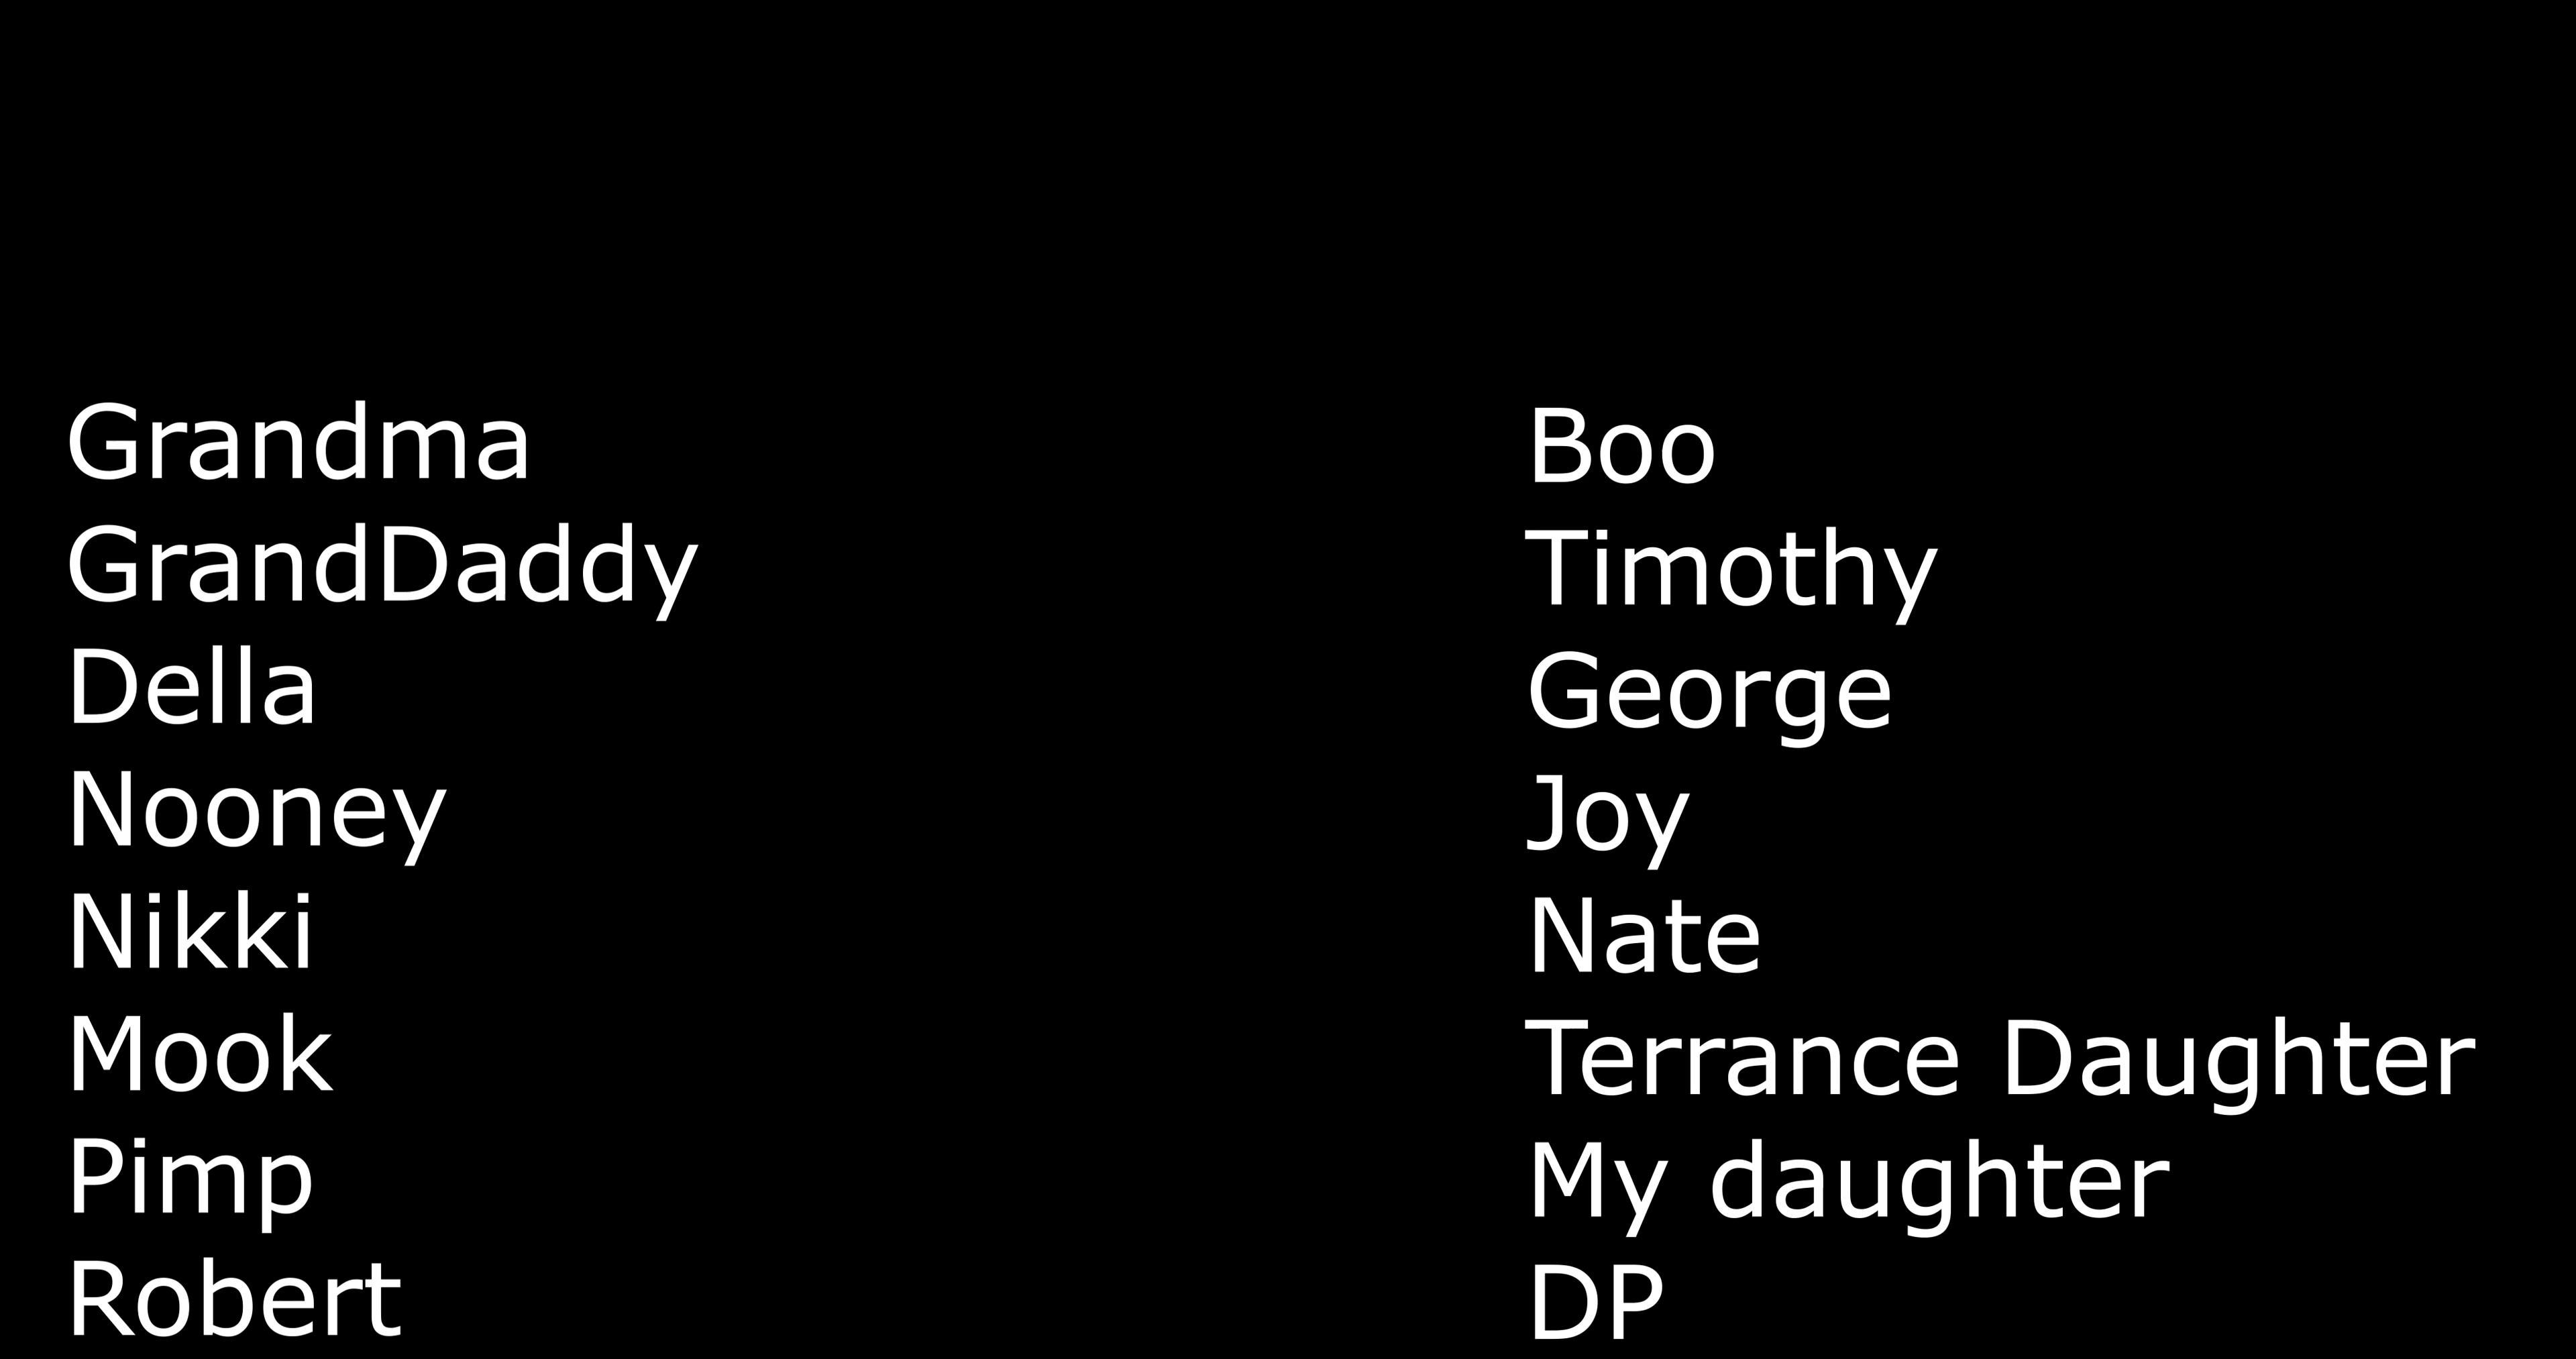 Grandma
GrandDaddy
Della
Nooney
Nikki
Mook
Pimp
Robert
Boo
Timothy
George
Joy
Nate
Terrance Daughter
My daughter
DP